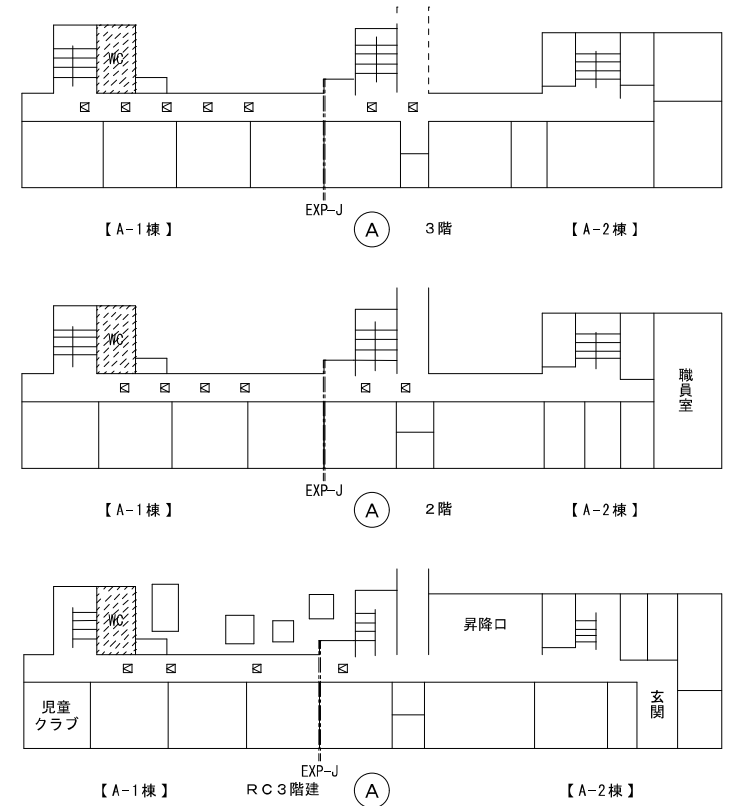 WC
EXP-J
【A-1棟】
A
3階
【A-2棟】
WC
職員室
EXP-J
【A-1棟】
A
2階
【A-2棟】
WC
昇降口
児童
クラブ
玄関
EXP-J
【A-1棟】
RC3階建
A
【A-2棟】